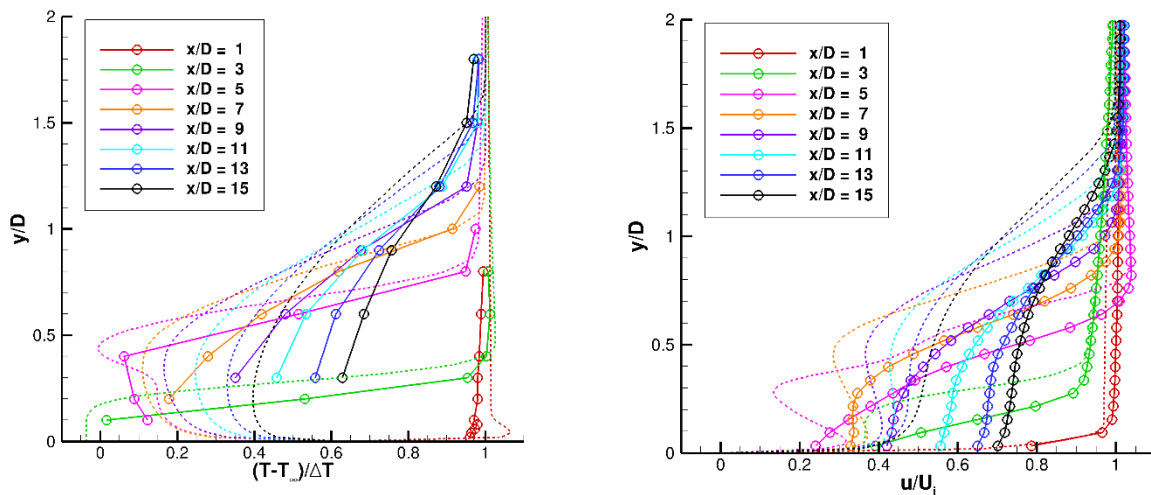 2
1.5
1
0.5
0
y/D
x/D = 1
x/D = 3
x/D = 5
x/D = 7
x/D = 9
x/D = 11
x/D = 13
x/D = 15
0 0.2 0.4 0.6 0.8 1
/ΔT
2
1.5
1
0.5
0
y/D
x/D = 1
x/D = 3
x/D = 5
x/D = 7
x/D = 9
x/D = 11
x/D = 13
x/D = 15
0 0.2 0.4 0.6 0.8 1
u/Ui